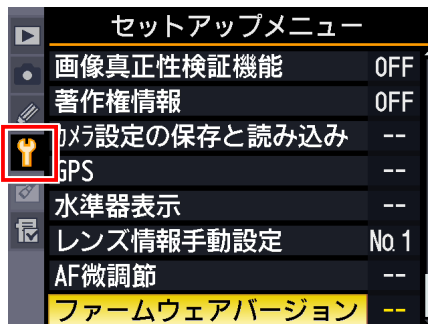 セットアップメニュー
画像真正性検証機能 OFF
著作権情報 OFF
カメラ設定の保存と読み込み --
GPS --
水準器表示 --
レンズ情報手動設定 No.1
AF微調節 --
ファームウェアバージョン --